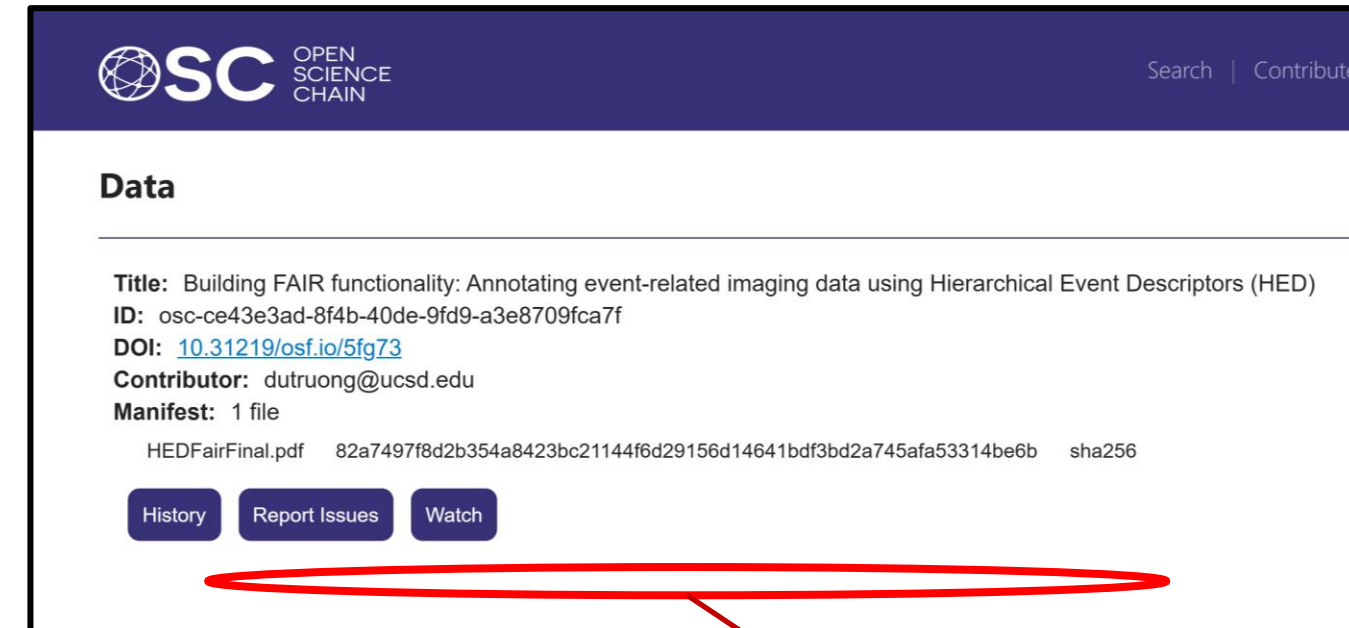 OSC OPEN SCIENCE CHAIN
Search | Contribute
Data
Title: Building FAIR functionality: Annotating event-related imaging data using Hierarchical Event Descriptors (HED)
ID: osc-ce43e3ad-8f4b-40de-9fd9-a3e8709fca7f
DOI: 10.31219/osf.io/5fg73
Contributor: dutruong@ucsd.edu
Manifest: 1 file
HEDFairFinal.pdf 82a7497f8d2b354a8423bc21144f6d29156d14641bdf3bd2a745afa53314be6b sha256
History Report Issues Watch